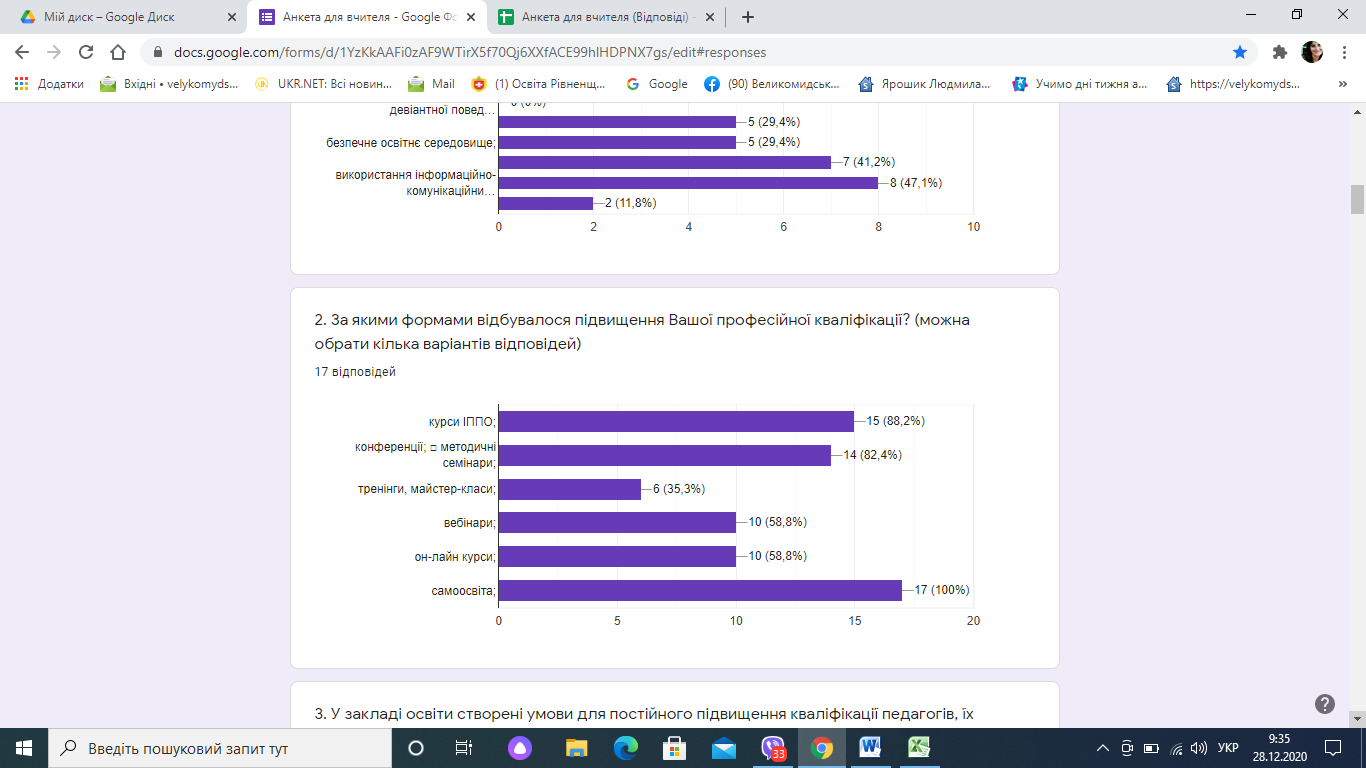 Мій диск – Google Диск
Анкета для вчителя - Google Фо
Анкета для вчителя (Відповіді) -
docs.google.com/forms/d/1YzKkAAFi0zAF9WTirX5f70Qj6XXfACE99hlHDPNX7gs/edit#responses
Додатки
Вхідні • velykomyds...
UKR.NET: Всі новин...
Mail
(1) Освіта Рівненщ...
Google
(90) Великомидськ...
Ярошик Людмила...
Учимо дні тижня а...
https://velykomyds...
»
девіантної повед…
0 (0%)
5 (29,4%)
безпечне освітнє середовище;
5 (29,4%)
7 (41,2%)
використання інформаційно-
комунікаційни…
8 (47,1%)
2 (11,8%)
0 2 4 6 8 10
2. За якими формами відбувалося підвищення Вашої професійної кваліфікації? (можна
обрати кілька варіантів відповідей)
17 відповідей
курси ІППО;
15 (88,2%)
конференції; □ методичні
семінари;
14 (82,4%)
тренінги, майстер-класи;
6 (35,3%)
вебінари;
10 (58,8%)
он-лайн курси;
10 (58,8%)
самоосвіта;
17 (100%)
0 5 10 15 20
3. У закладі освіти створені умови для постійного підвищення кваліфікації педагогів, їх
Введіть пошуковий запит тут
33
УКР
9:35
28.12.2020